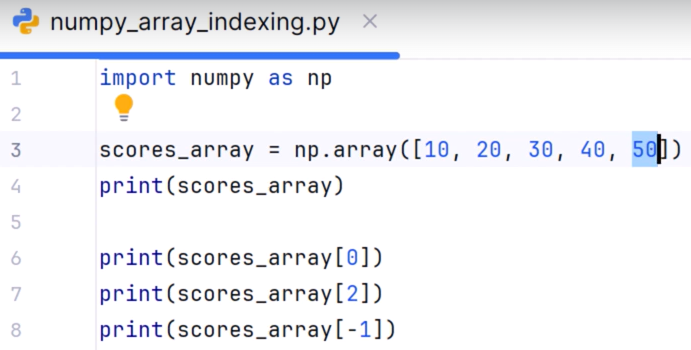 numpy_array_indexing.py ×
1 import numpy as np
2
3 scores_array = np.array([10, 20, 30, 40, 50])
4 print(scores_array)
5
6 print(scores_array[0])
7 print(scores_array[2])
8 print(scores_array[-1])